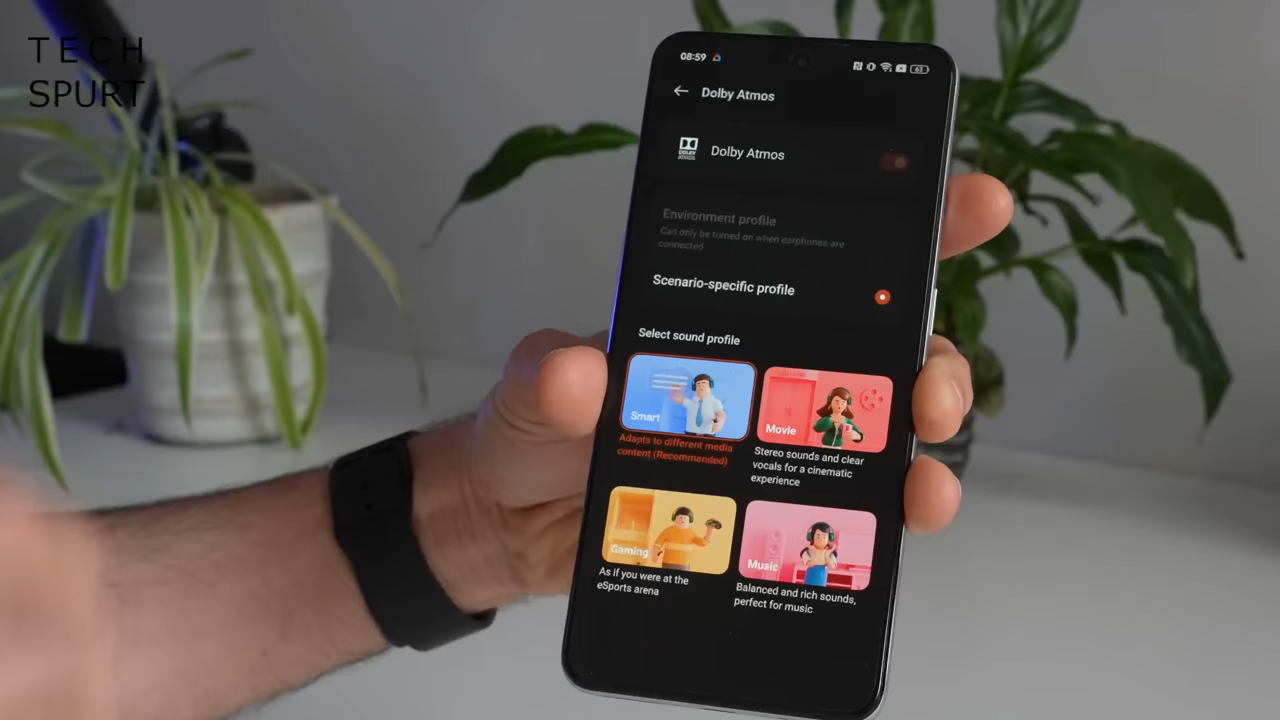 TECH
SPURT
08:59
63
Dolby Atmos
DOLBY
ATMOS
Dolby Atmos
Environment profile
Can only be turned on when earphones are
connected
Scenario-specific profile
Select sound profile
Smart
Adapts to different media
content (Recommended)
Movie
Stereo sounds and clear
vocals for a cinematic
experience
Gaming
As if you were at the
eSports arena
Music
Balanced and rich sounds,
perfect for music